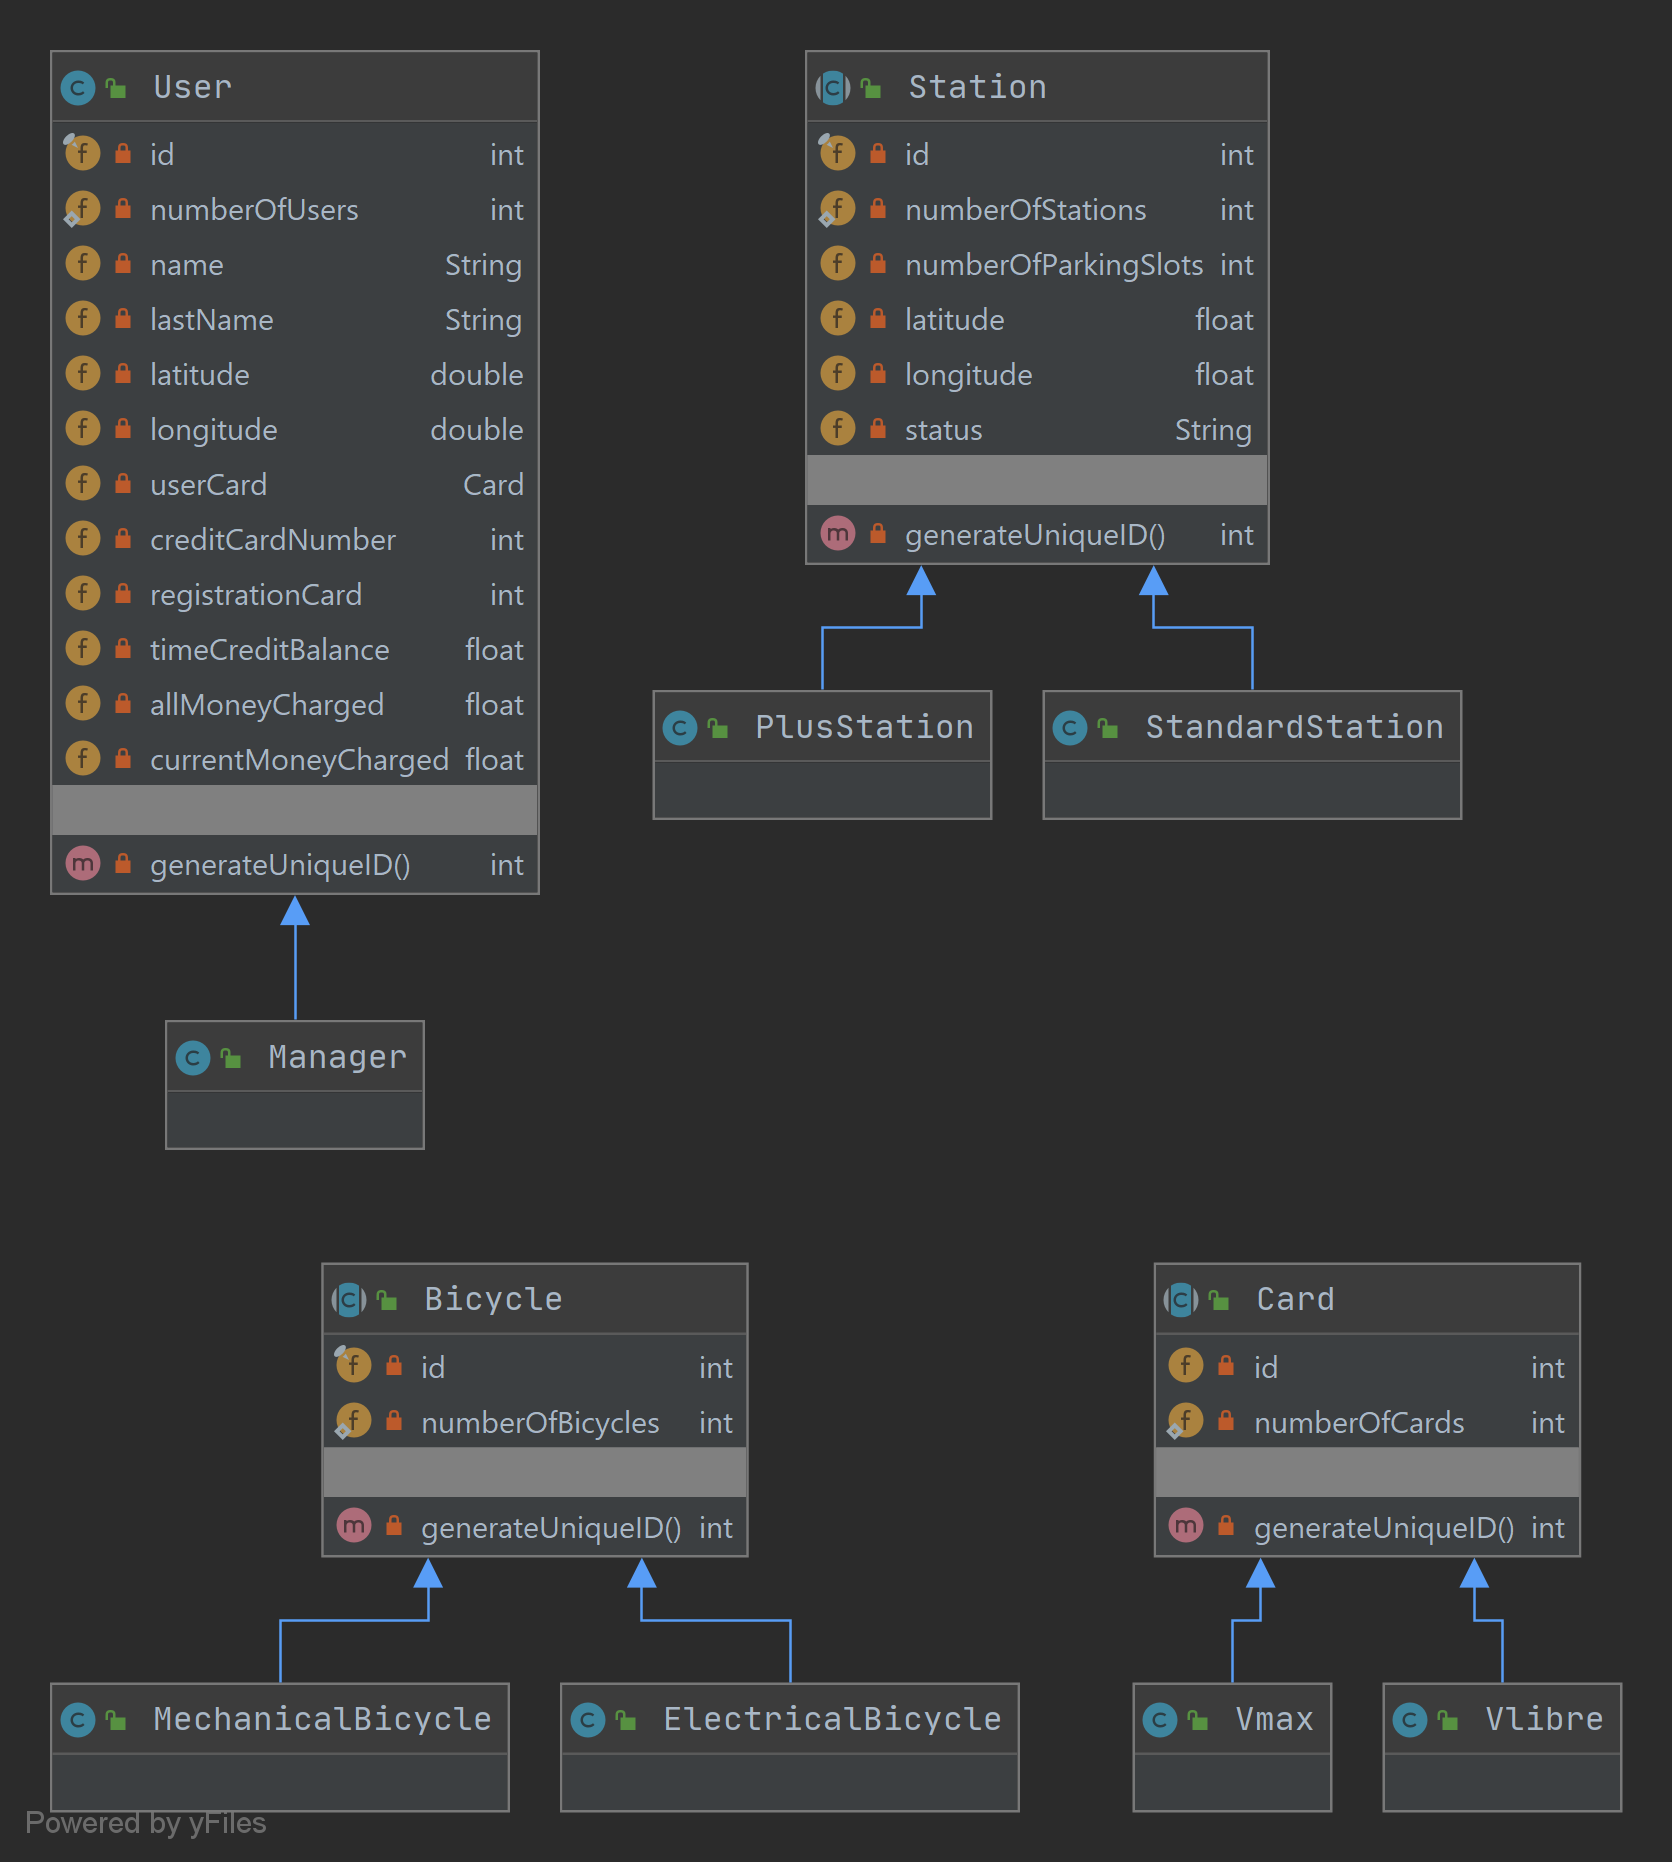 User
id int
numberOfUsers int
name String
lastName String
latitude double
longitude double
userCard Card
creditCardNumber int
registrationCard int
timeCreditBalance float
allMoneyCharged float
currentMoneyCharged float
generateUniqueID() int
Station
id int
numberOfStations int
numberOfParkingSlots int
latitude float
longitude float
status String
generateUniqueID() int
PlusStation
StandardStation
Manager
Bicycle
id int
numberOfBicycles int
generateUniqueID() int
Card
id int
numberOfCards int
generateUniqueID() int
MechanicalBicycle
ElectricalBicycle
Vmax
Vlibre
Powered by yFiles